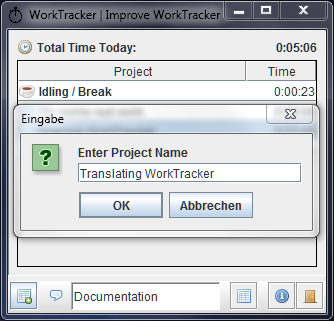 WorkTracker | Improve WorkTracker
Total Time Today: 0:05:06
Project Time
Idling / Break 0:00:23
Eingabe
Enter Project Name
Translating WorkTracker
OK Abbrechen
Documentation